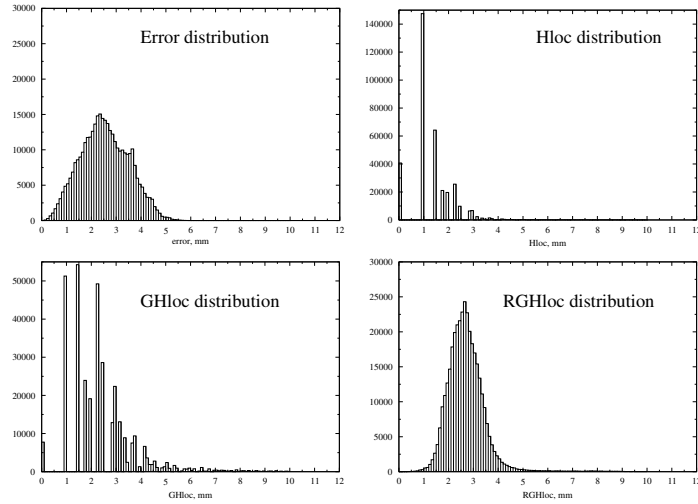 Error distribution
30000
25000
20000
15000
10000
5000
0
0 1 2 3 4 5 6 7 8 9 10 11 12
error, mm
Hloc distribution
140000
120000
100000
80000
60000
40000
20000
0
0 1 2 3 4 5 6 7 8 9 10 11 12
Hloc, mm
GHloc distribution
50000
40000
30000
20000
10000
0
0 1 2 3 4 5 6 7 8 9 10 11 12
GHloc, mm
RGHloc distribution
30000
25000
20000
15000
10000
5000
0
0 1 2 3 4 5 6 7 8 9 10 11 12
RGHloc, mm